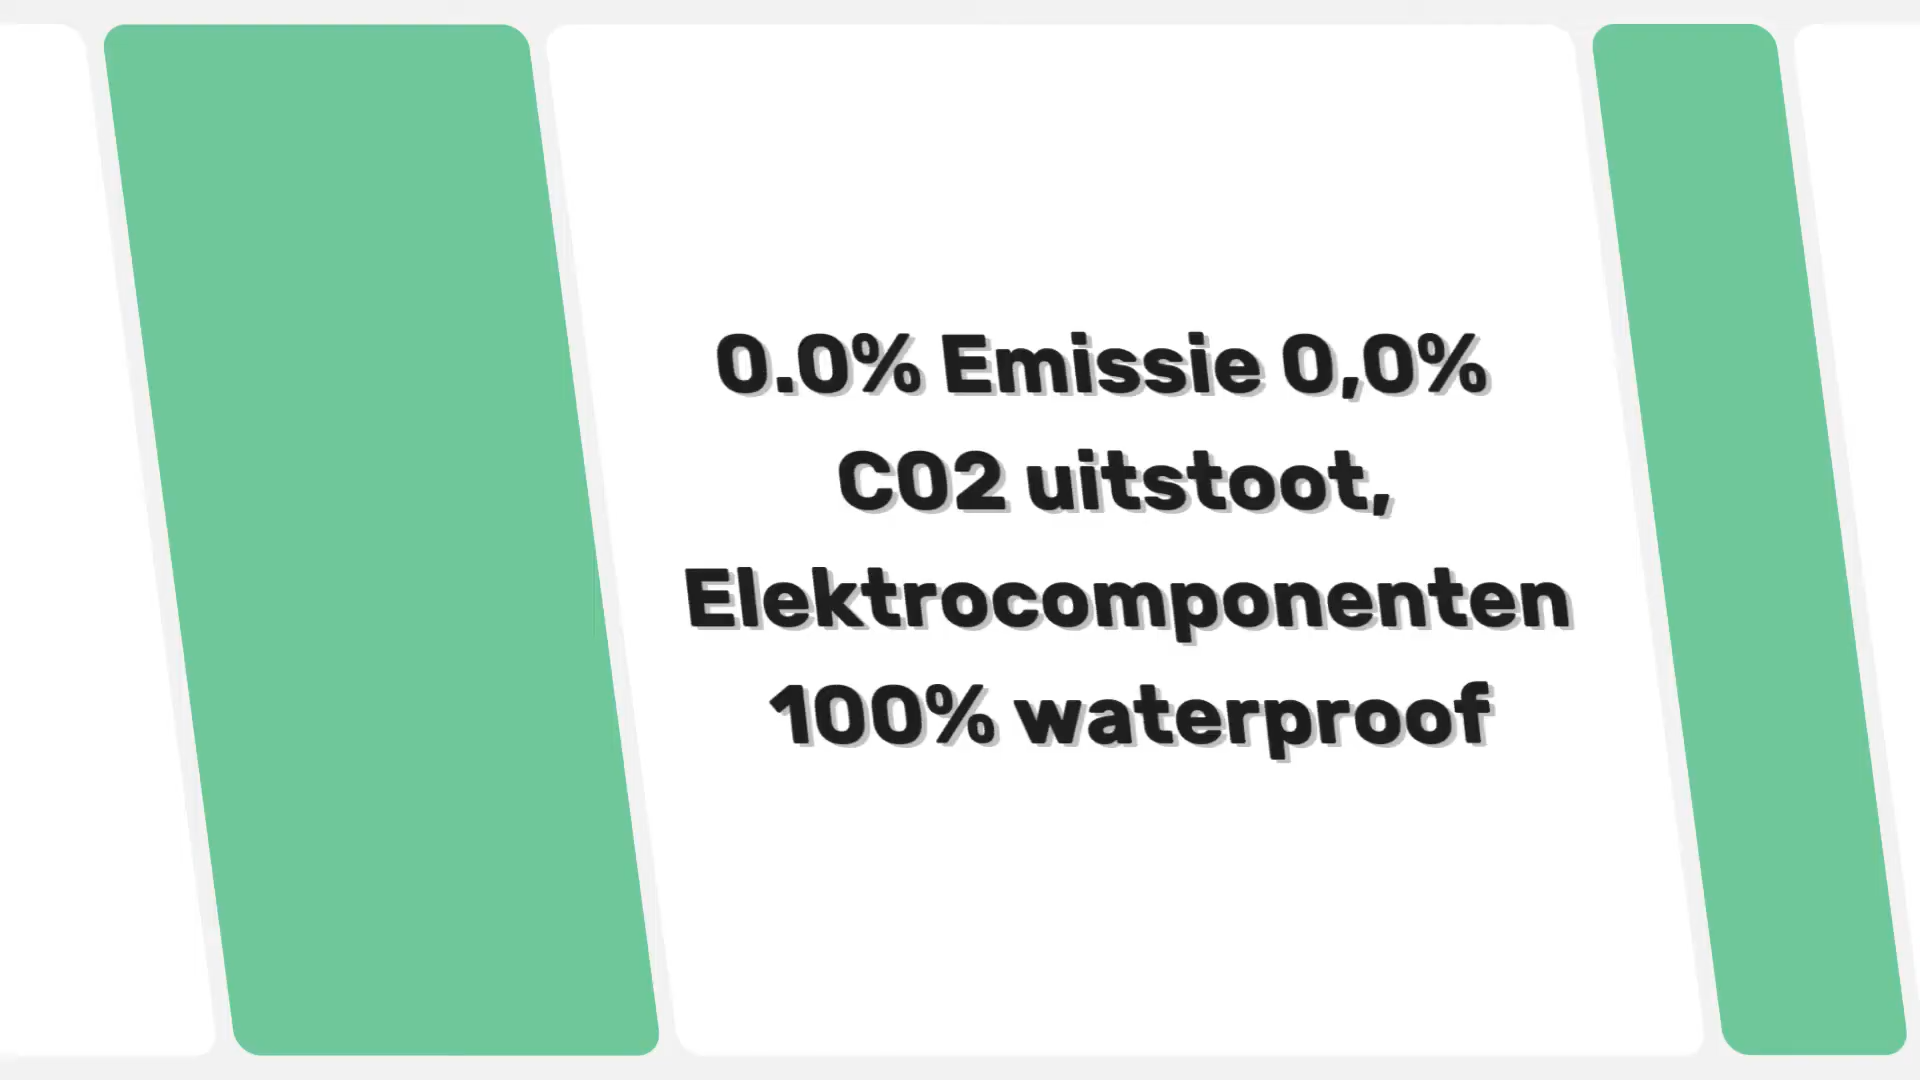 0.0% Emissie 0,0%
C02 uitstoot,
Elektrocomponenten
100% waterproof